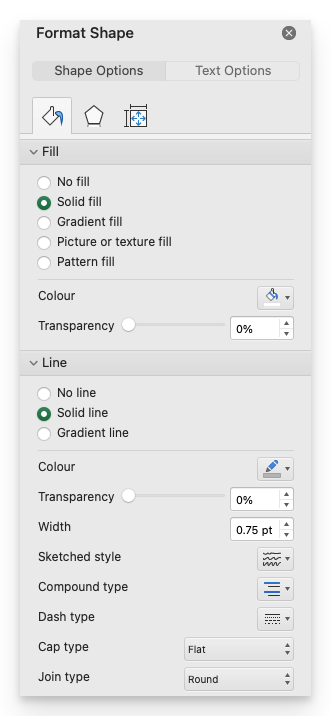 Format Shape
Shape Options
Text Options
Fill
No fill
Solid fill
Gradient fill
Picture or texture fill
Pattern fill
Colour
Transparency 0%
Line
No line
Solid line
Gradient line
Colour
Transparency 0%
Width 0.75 pt
Sketched style
Compound type
Dash type
Cap type Flat
Join type Round